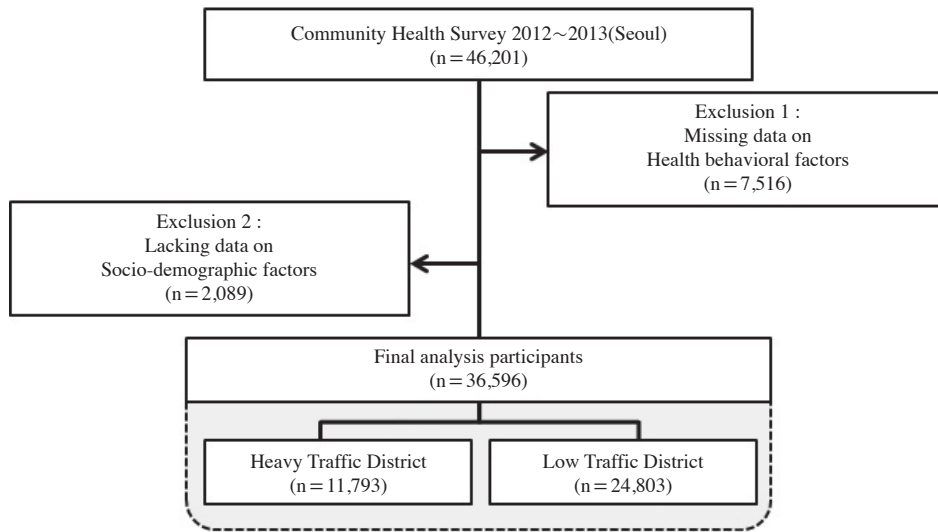 Community Health Survey 2012~2013(Seoul)
(n=46,201)
Exclusion 1 :
Missing data on
Health behavioral factors
(n=7,516)
Exclusion 2 :
Lacking data on
Socio-demographic factors
(n=2,089)
Final analysis participants
(n=36,596)
Heavy Traffic District
(n=11,793)
Low Traffic District
(n=24,803)